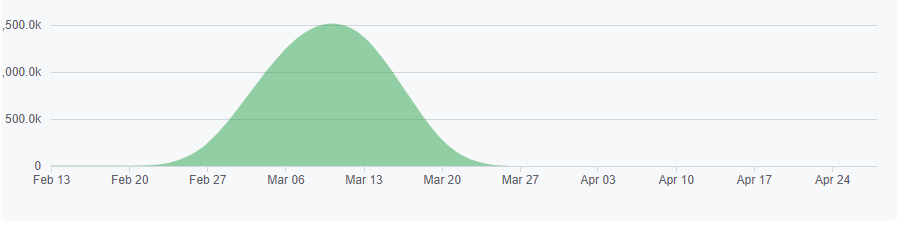 ,500.0k
,000.0k
500.0k
0
Feb 13 Feb 20 Feb 27 Mar 06 Mar 13 Mar 20 Mar 27 Apr 03 Apr 10 Apr 17 Apr 24